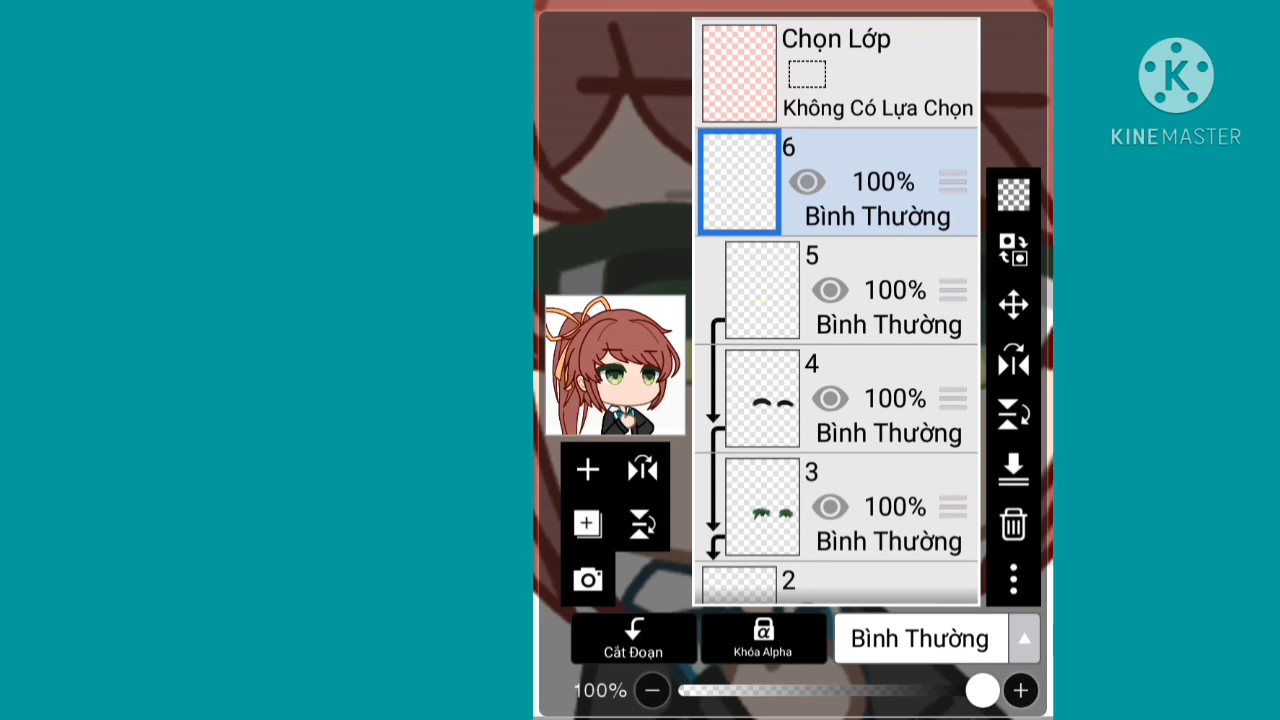 Chọn Lớp
Không Có Lựa Chọn
6
100%
Bình Thường
5
100%
Bình Thường
4
100%
Bình Thường
3
100%
Bình Thường
2
Cắt Đoạn
Khóa Alpha
Bình Thường
100%
K
KINEMASTER